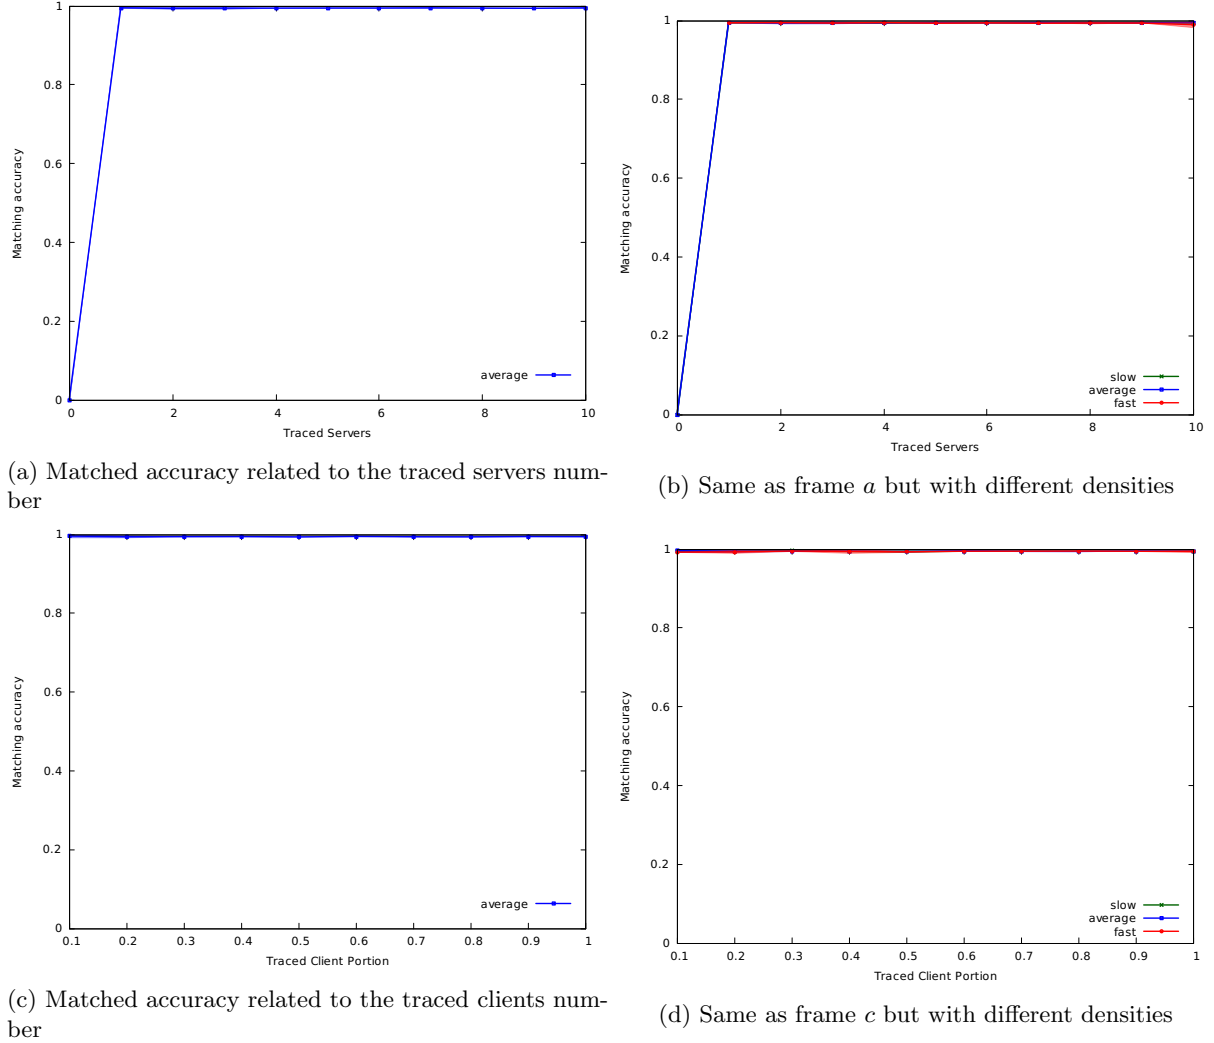 1
0.8
0.6
0.4
0.2
0
Matching accuracy
average
0 2 4 6 8 10
Traced Servers
(a) Matched accuracy related to the traced servers num-
ber
1
0.8
0.6
0.4
0.2
0
Matching accuracy
slow
average
fast
0 2 4 6 8 10
Traced Servers
(b) Same as frame a but with different densities
1
0.8
0.6
0.4
0.2
0
Matching accuracy
average
0.1 0.2 0.3 0.4 0.5 0.6 0.7 0.8 0.9 1
Traced Client Portion
(c) Matched accuracy related to the traced clients num-
ber
1
0.8
0.6
0.4
0.2
0
Matching accuracy
slow
average
fast
0.1 0.2 0.3 0.4 0.5 0.6 0.7 0.8 0.9 1
Traced Client Portion
(d) Same as frame c but with different densities